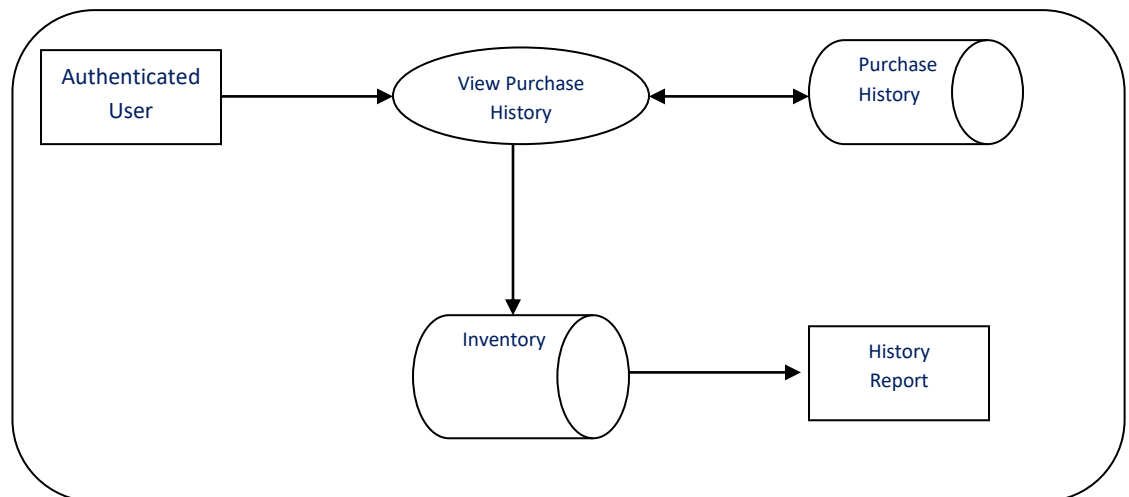 Authenticated
User
View Purchase
History
Purchase
History
Inventory
History
Report